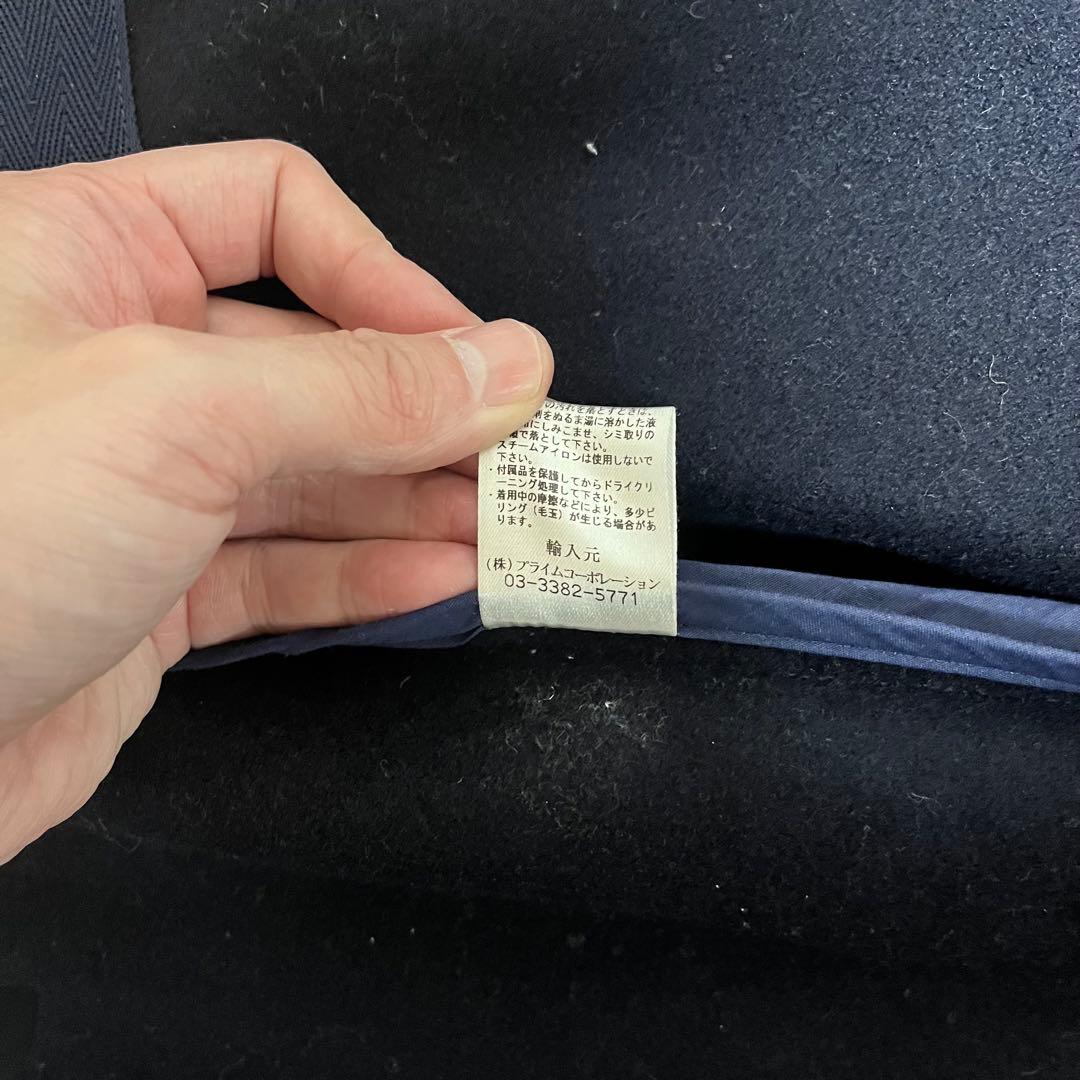 の汚れを落とすときは、
剤をぬるま湯に溶かした液
にしみこませ、シミ取りの
で落として下さい。
スチームアイロンは使用しないで
下さい。
・付属品を保護してからドライクリ
ーニング処理して下さい。
・着用中の摩擦などにより、多少ピ
リング(毛玉)が生じる場合があ
ります。
輸入元
(株)プライムコーポレーション
03-3382-5771